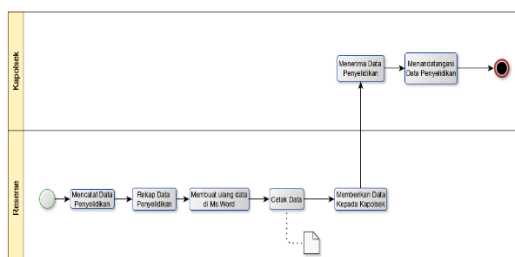 Kapolsek
Menerima Data
Penyelidikan
Menandatangani
Data Penyelidikan
Reserse
Mencatat Data
Penyelidikan
Rekap Data
Penyelidikan
Membuat ulang data
di Ms.Word
Cetak Data
Memberikan Data
Kepada Kapolsek